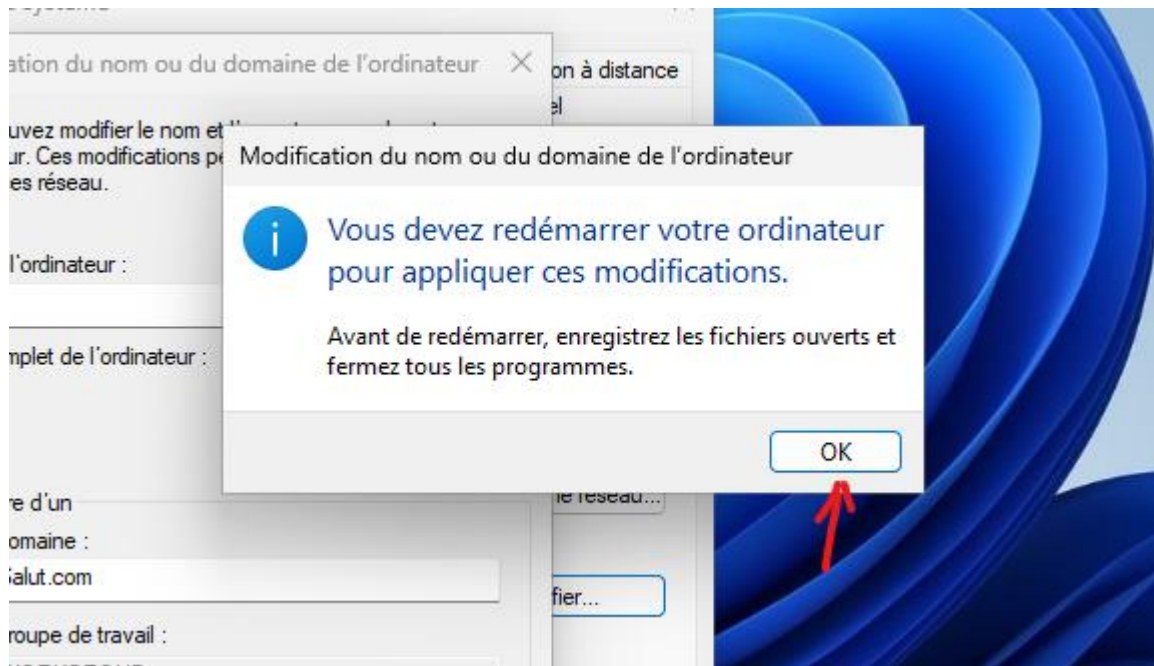 ation du nom ou du domaine de l'ordinateur
on à distance
el
uvez modifier le nom et
ur. Ces modifications pe
es réseau.
Modification du nom ou du domaine de l'ordinateur
Vous devez redémarrer votre ordinateur
pour appliquer ces modifications.
Avant de redémarrer, enregistrez les fichiers ouverts et
fermez tous les programmes.
OK
l'ordinateur :
mplet de l'ordinateur :
re d'un
le réseau...
omaine :
Salut.com
fier...
roupe de travail :